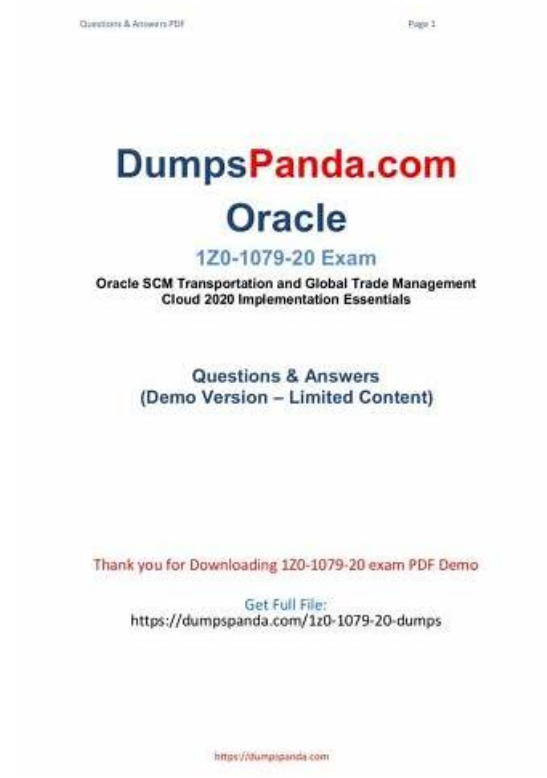 Questions & Answers PDF Page 1
DumpsPanda.com
Oracle
1Z0-1079-20 Exam
Oracle SCM Transportation and Global Trade Management
Cloud 2020 Implementation Essentials
Questions & Answers
(Demo Version – Limited Content)
Thank you for Downloading 1Z0-1079-20 exam PDF Demo
Get Full File:
https://dumpspanda.com/1z0-1079-20-dumps
https://dumpspanda.com